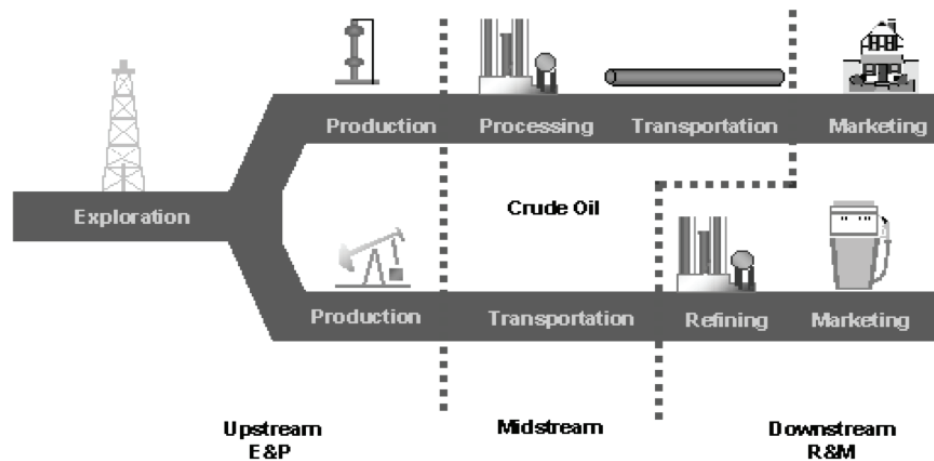 Production Processing Transportation Marketing
Exploration
Crude Oil
Production Transportation Refining Marketing
Upstream
E&P
Midstream
Downstream
R&M